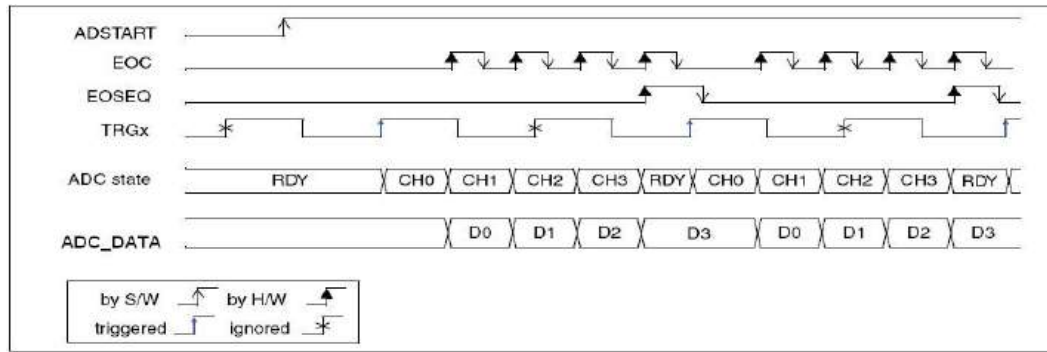 ADSTART
EOC
EOSEQ
TRGx
ADC state RDY CH0 CH1 CH2 CH3 RDY CH0 CH1 CH2 CH3 RDY
ADC_DATA D0 D1 D2 D3 D0 D1 D2 D3
by S/W by H/W
triggered ignored